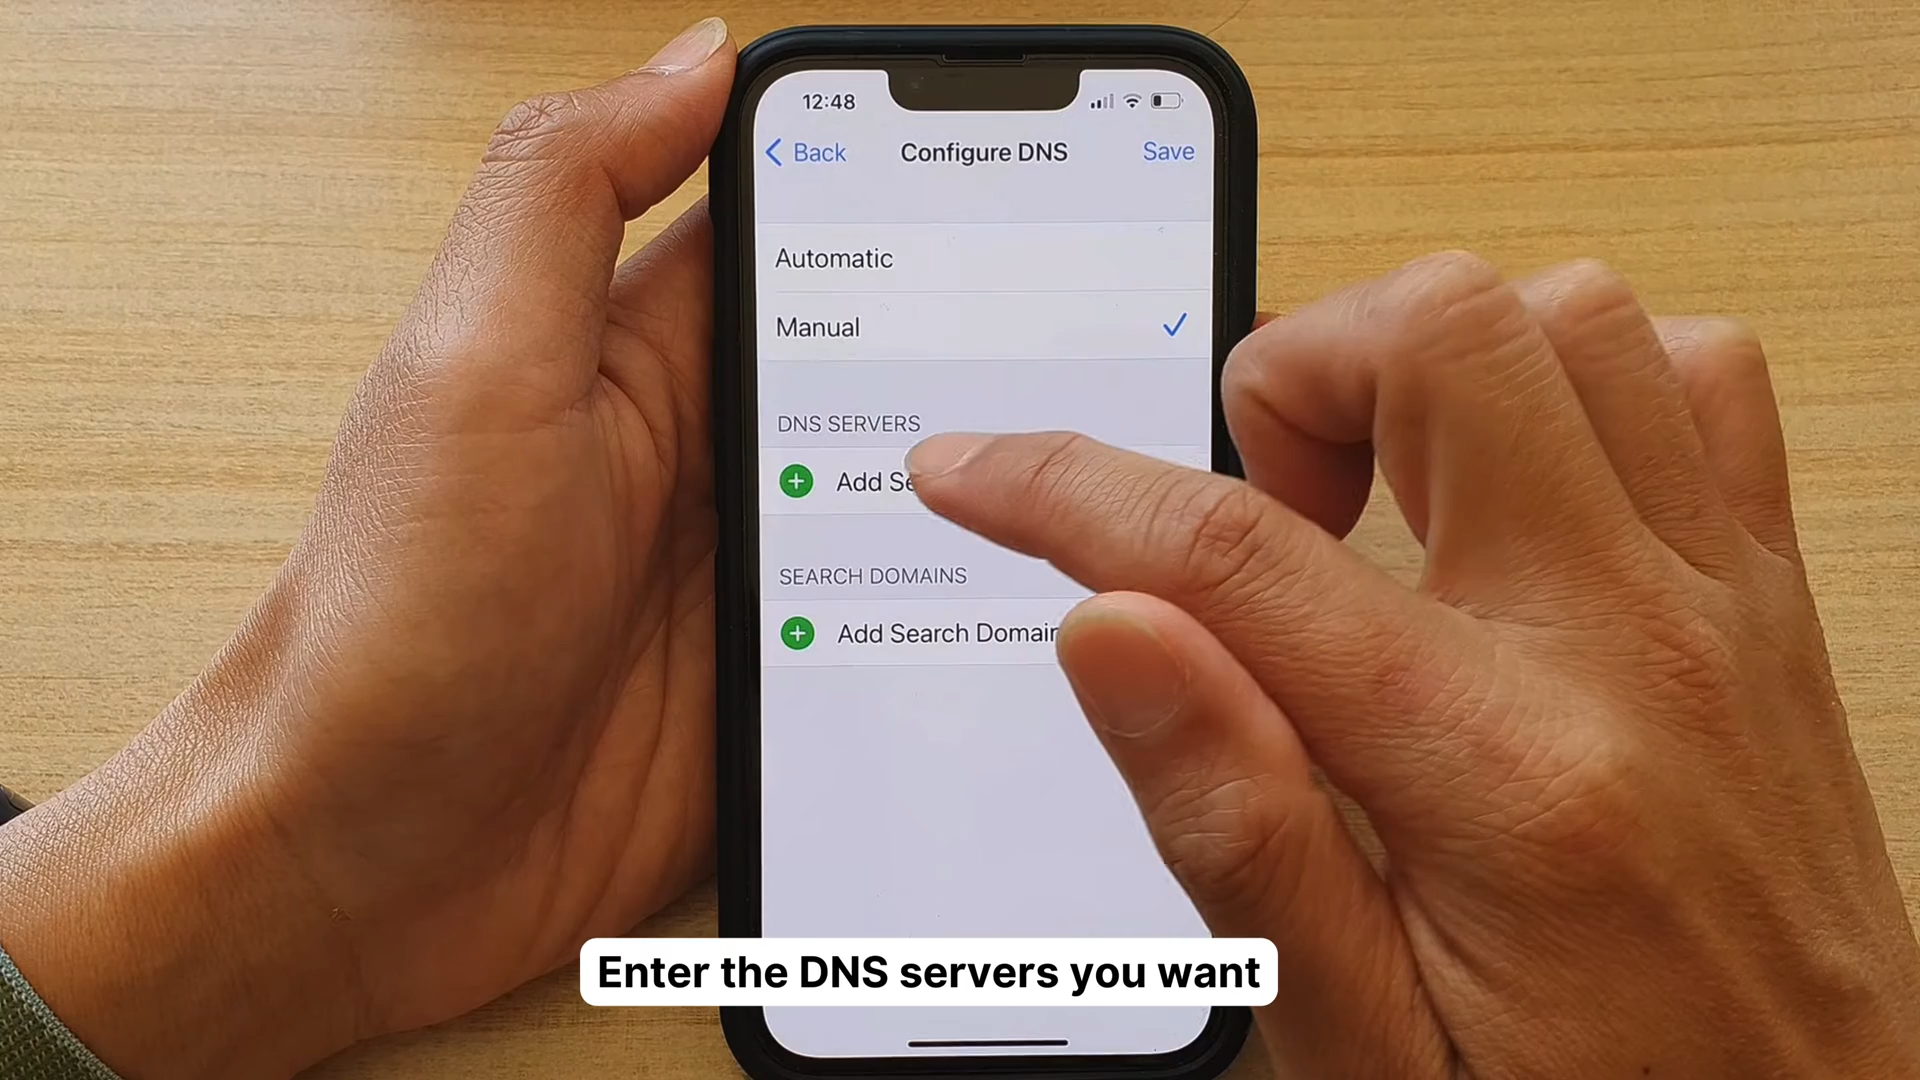 12:48
Back
Configure DNS
Save
Automatic
Manual
DNS SERVERS
Add
SEARCH DOMAINS
Add Search Domain
Enter the DNS servers you want